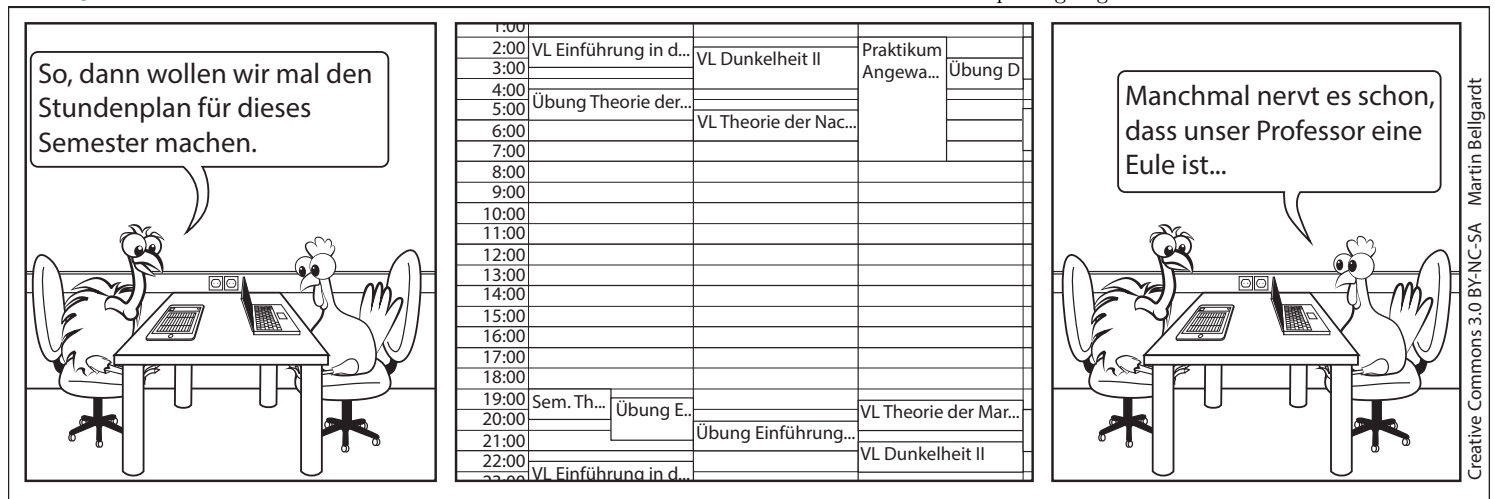 So, dann wollen wir mal den
Stundenplan für dieses
Semester machen.
1:00
2:00 VL Einführung in d... VL Dunkelheit II Praktikum
3:00 Angewa... Übung D
4:00
5:00 Übung Theorie der...
6:00 VL Theorie der Nac...
7:00
8:00
9:00
10:00
11:00
12:00
13:00
14:00
15:00
16:00
17:00
18:00
19:00 Sem. Th... Übung E.. VL Theorie der Mar...
20:00
21:00 Übung Einführung...
22:00 VL Dunkelheit II
23:00 VL Einführung in d...
Manchmal nervt es schon,
dass unser Professor eine
Eule ist...
Creative Commons 3.0 BY-NC-SA Martin Bellgardt